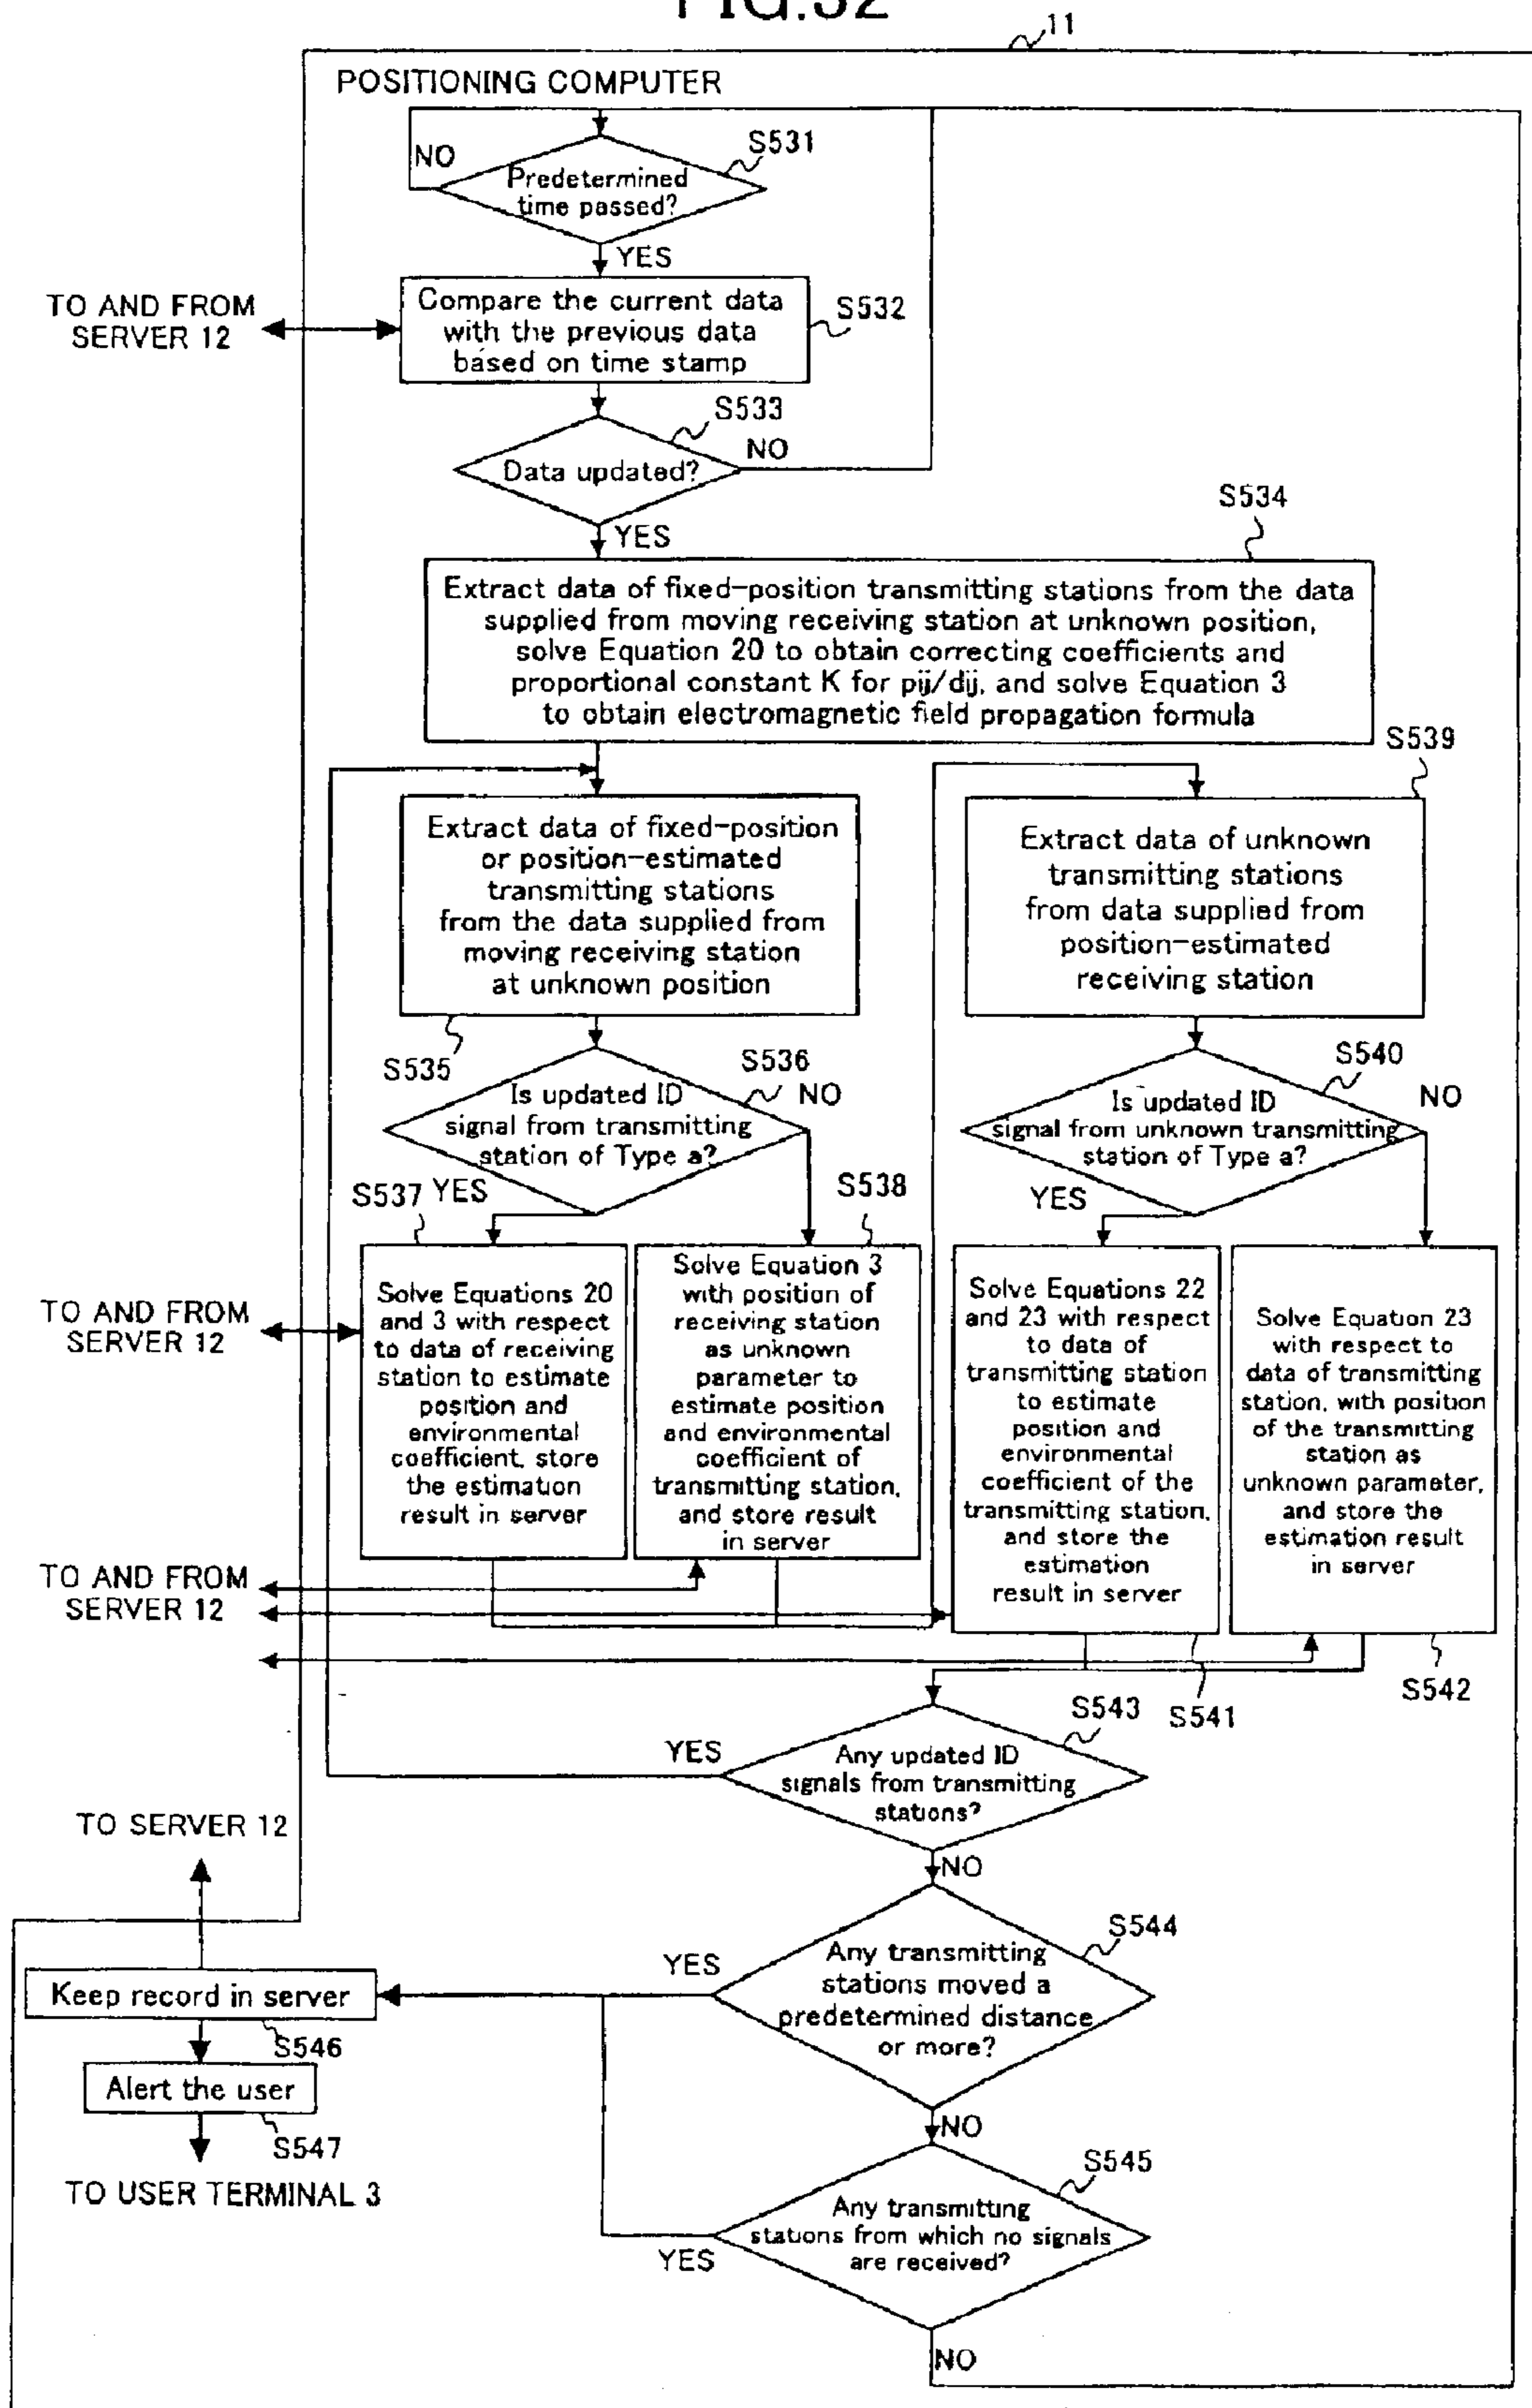 FIG.32
11
POSITIONING COMPUTER
NO
S531
Predetermined
time passed?
YES
TO AND FROM
SERVER 12
Compare the current data
with the previous data
based on time stamp
S532
S533
Data updated?
NO
YES
S534
Extract data of fixed-position transmitting stations from the data
supplied from moving receiving station at unknown position,
solve Equation 20 to obtain correcting coefficients and
proportional constant K for pij/dij, and solve Equation 3
to obtain electromagnetic field propagation formula
S539
Extract data of fixed-position
or position-estimated
transmitting stations
from the data supplied from
moving receiving station
at unknown position
Extract data of unknown
transmitting stations
from data supplied from
position-estimated
receiving station
S535
S536
Is updated ID
signal from transmitting
station of Type a?
NO
YES
S540
Is updated ID
signal from unknown transmitting
station of Type a?
NO
YES
S537
S538
TO AND FROM
SERVER 12
Solve Equations 20
and 3 with respect
to data of receiving
station to estimate
position and
environmental
coefficient, store
the estimation
result in server
Solve Equation 3
with position of
receiving station
as unknown
parameter to
estimate position
and environmental
coefficient of
transmitting station,
and store result
in server
Solve Equations 22
and 23 with respect
to data of
transmitting station
to estimate
position and
environmental
coefficient of the
transmitting station,
and store the
estimation
result in server
Solve Equation 23
with respect to
data of transmitting
station, with position
of the transmitting
station as
unknown parameter,
and store the
estimation result
in server
TO AND FROM
SERVER 12
S541
S542
S543
Any updated ID
signals from transmitting
stations?
YES
NO
TO SERVER 12
S544
Any transmitting
stations moved a
predetermined distance
or more?
YES
NO
Keep record in server
S546
Alert the user
S547
TO USER TERMINAL 3
S545
Any transmitting
stations from which no signals
are received?
YES
NO